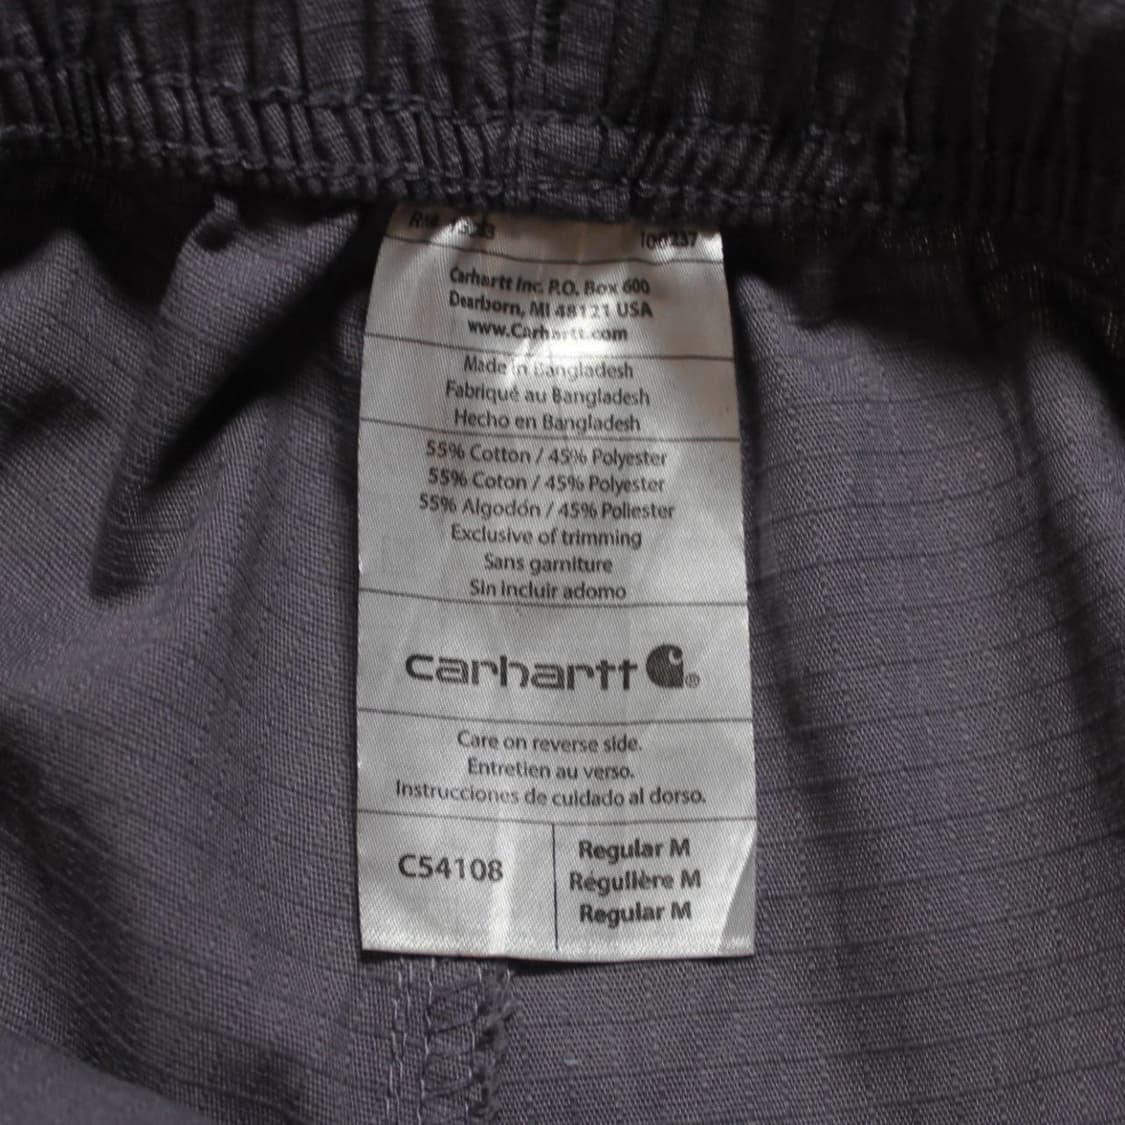 100237
Carhartt Inc. P.O. Box 600
Dearborn, MI 48121 USA
www.Carhartt.com
Made in Bangladesh
Fabriqué au Bangladesh
Hecho en Bangladesh
55% Cotton / 45% Polyester
55% Coton / 45% Polyester
55% Algodón / 45% Poliester
Exclusive of trimming
Sans garniture
Sin incluir adorno
carhartt ®
Care on reverse side.
Entretien au verso.
Instrucciones de cuidado al dorso.
C54108
Regular M
Régulière M
Regular M